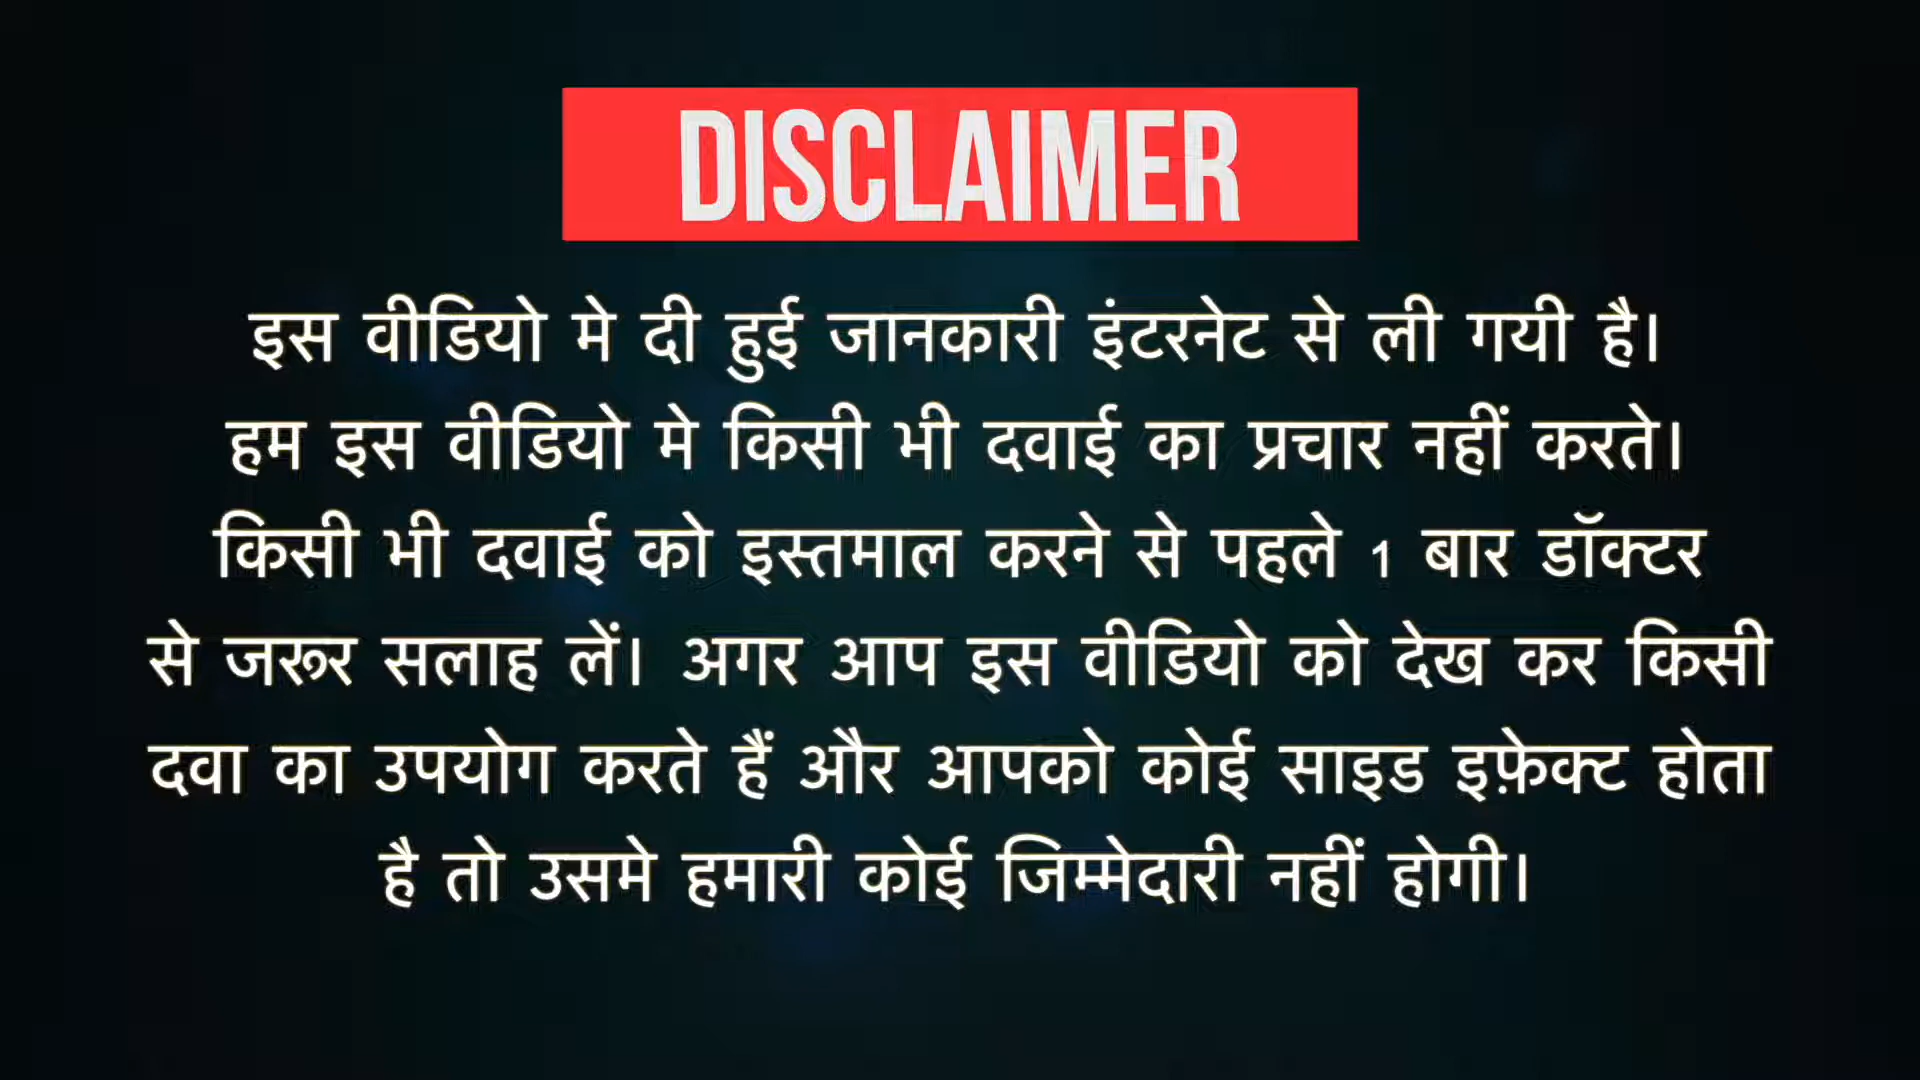 DISCLAIMER
इस वीडियो मे दी हुई जानकारी इंटरनेट से ली गयी है।
हम इस वीडियो मे किसी भी दवाई का प्रचार नहीं करते।
किसी भी दवाई को इस्तमाल करने से पहले 1 बार डॉक्टर
से जरूर सलाह लें। अगर आप इस वीडियो को देख कर किसी
दवा का उपयोग करते हैं और आपको कोई साइड इफ़ेक्ट होता
है तो उसमे हमारी कोई जिम्मेदारी नहीं होगी।